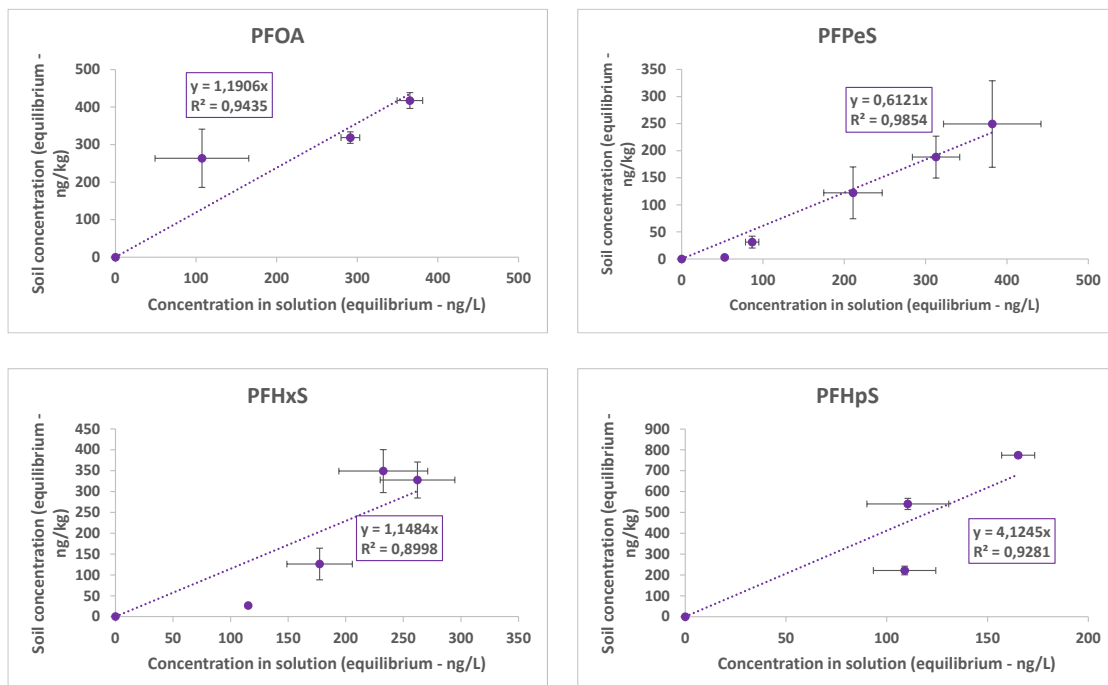 PFOA
Soil concentration (equilibrium -
ng/kg)
500
400
300
200
100
0
y = 1,1906x
R² = 0,9435
0 100 200 300 400 500
Concentration in solution (equilibrium - ng/L)
PFPeS
Soil concentration (equilibrium -
ng/kg)
350
300
250
200
150
100
50
0
y = 0,6121x
R² = 0,9854
0 100 200 300 400 500
Concentration in solution (equilibrium - ng/L)
PFHxS
Soil concentration (equilibrium -
ng/kg)
450
400
350
300
250
200
150
100
50
0
y = 1,1484x
R² = 0,8998
0 50 100 150 200 250 300 350
Concentration in solution (equilibrium - ng/L)
PFHpS
Soil concentration (equilibrium -
ng/kg)
900
800
700
600
500
400
300
200
100
0
y = 4,1245x
R² = 0,9281
0 50 100 150 200
Concentration in solution (equilibrium - ng/L)